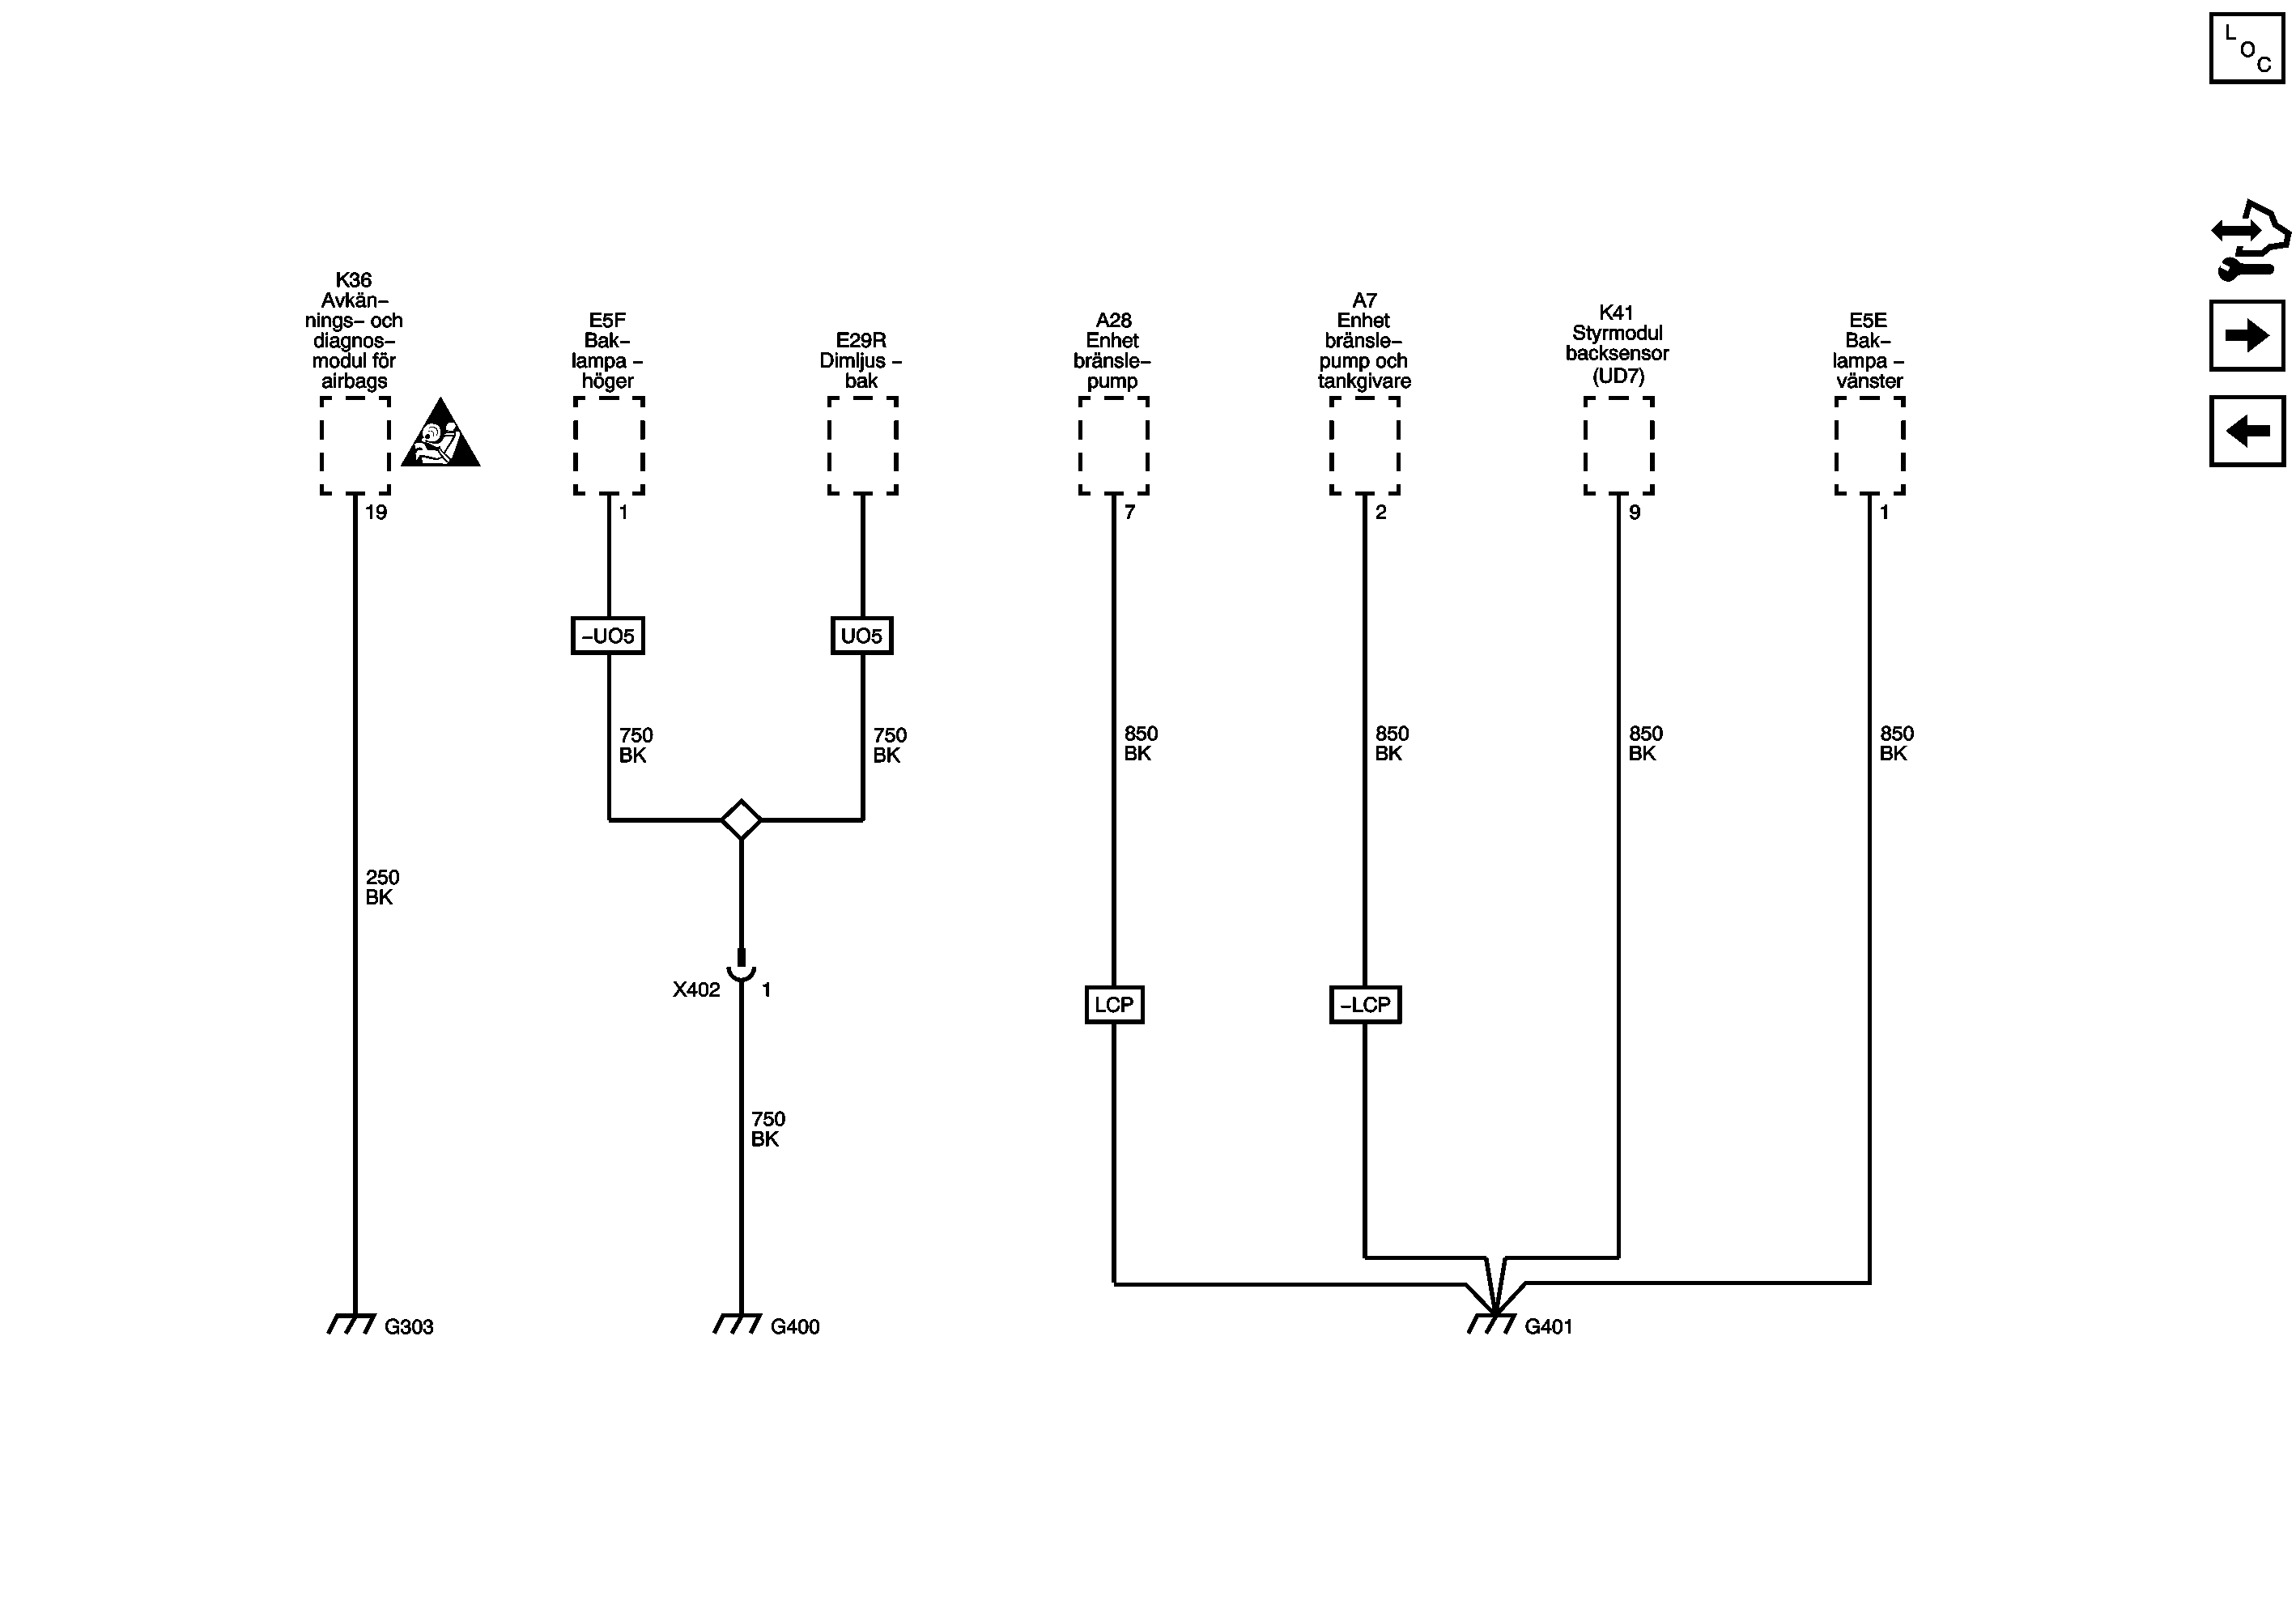 L
O
C
K36
Avkän–
nings– och
diagnos–
modul för
airbags
E5F
Bak–
lampa –
höger
E29R
Dimljus –
bak
A28
Enhet
bränsle–
pump
A7
Enhet
bränsle–
pump och
tankgivare
K41
Styrmodul
backsensor
(UD7)
E5E
Bak–
lampa –
vänster
19
1
7
2
9
1
–UO5
UO5
750
BK
750
BK
850
BK
850
BK
850
BK
850
BK
250
BK
X402
1
LCP
–LCP
750
BK
G303
G400
G401